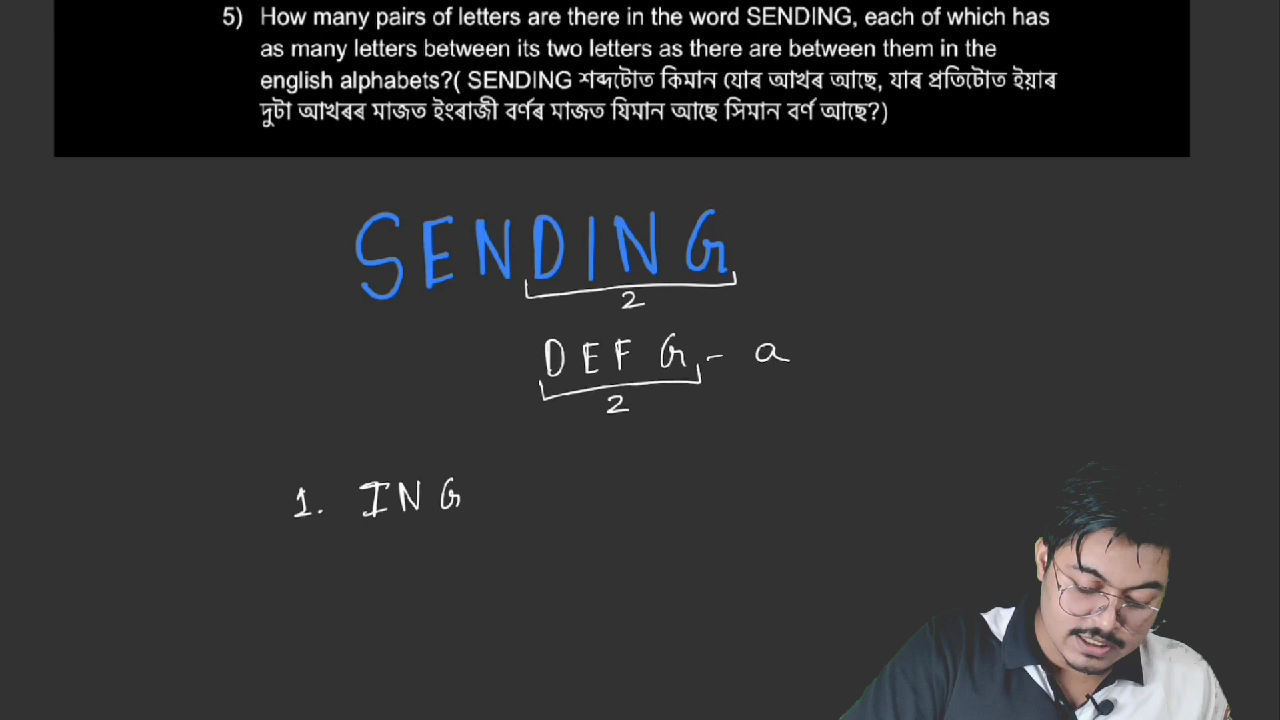 5) How many pairs of letters are there in the word SENDING, each of which has
as many letters between its two letters as there are between them in the
english alphabets?( SENDING শব্দটোত কিমান যোৰ আখৰ আছে, যাৰ প্ৰতিটোত ইয়াৰ
দুটা আখৰৰ মাজত ইংৰাজী বৰ্ণৰ মাজত যিমান আছে সিমান বৰ্ণ আছে?)
SENDING
2
DEFG - a
2
1. ING